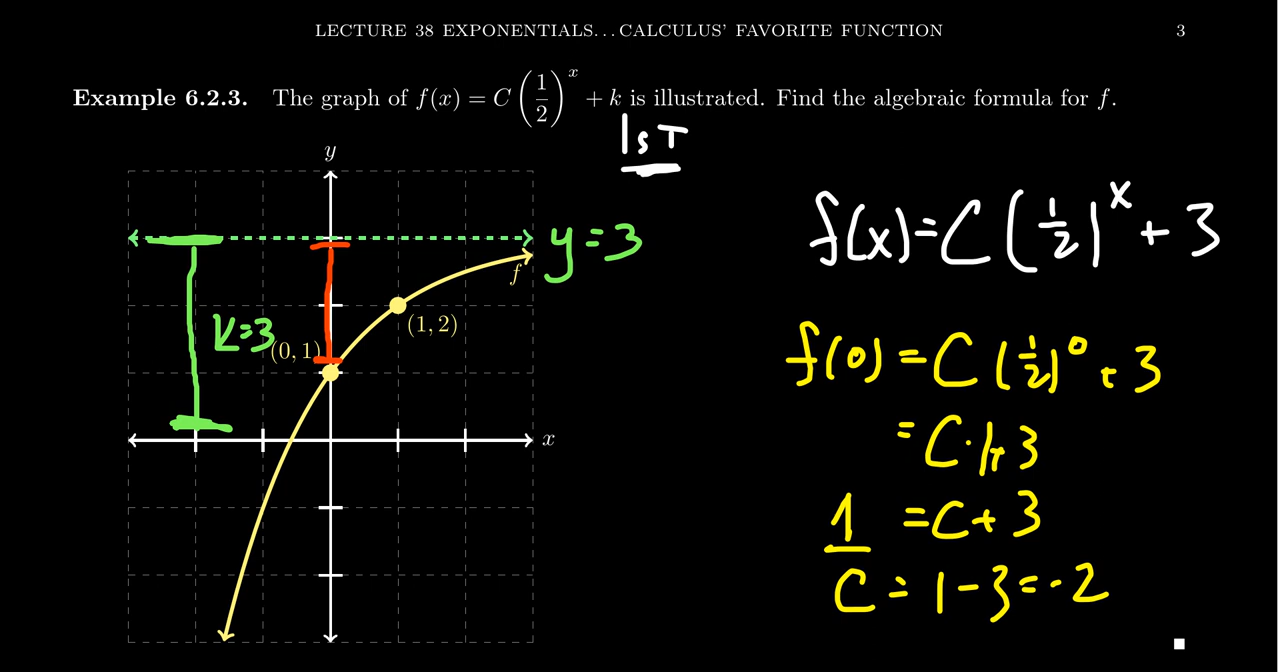 LECTURE 38 EXPONENTIALS. . . CALCULUS' FAVORITE FUNCTION 3
Example 6.2.3. The graph of f(x) = C(1/2)^x + k is illustrated. Find the algebraic formula for f.
1ST
y
f(x) = C(1/2)^x + 3
y = 3
f
(1, 2)
k=3
(0, 1)
f(0) = C(1/2)^0 + 3
= C·1+3
x
1 = C + 3
C = 1 - 3 = -2